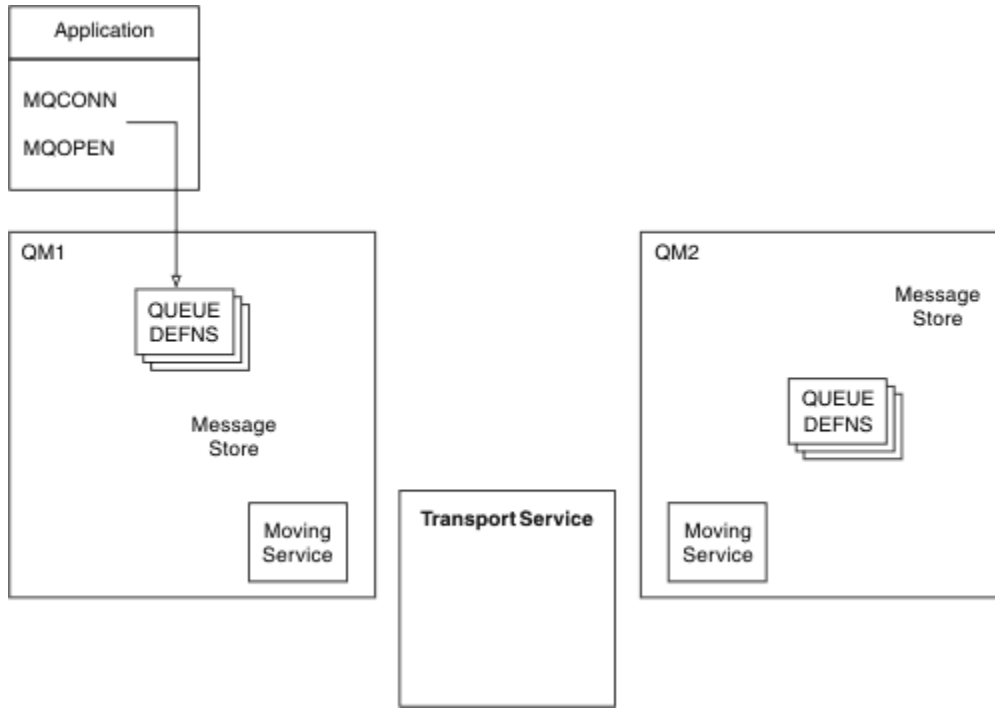 Application
MQCONN
MQOPEN
QM1
QUEUE
DEFNS
Message
Store
Moving
Service
Transport Service
QM2
Message
Store
QUEUE
DEFNS
Moving
Service